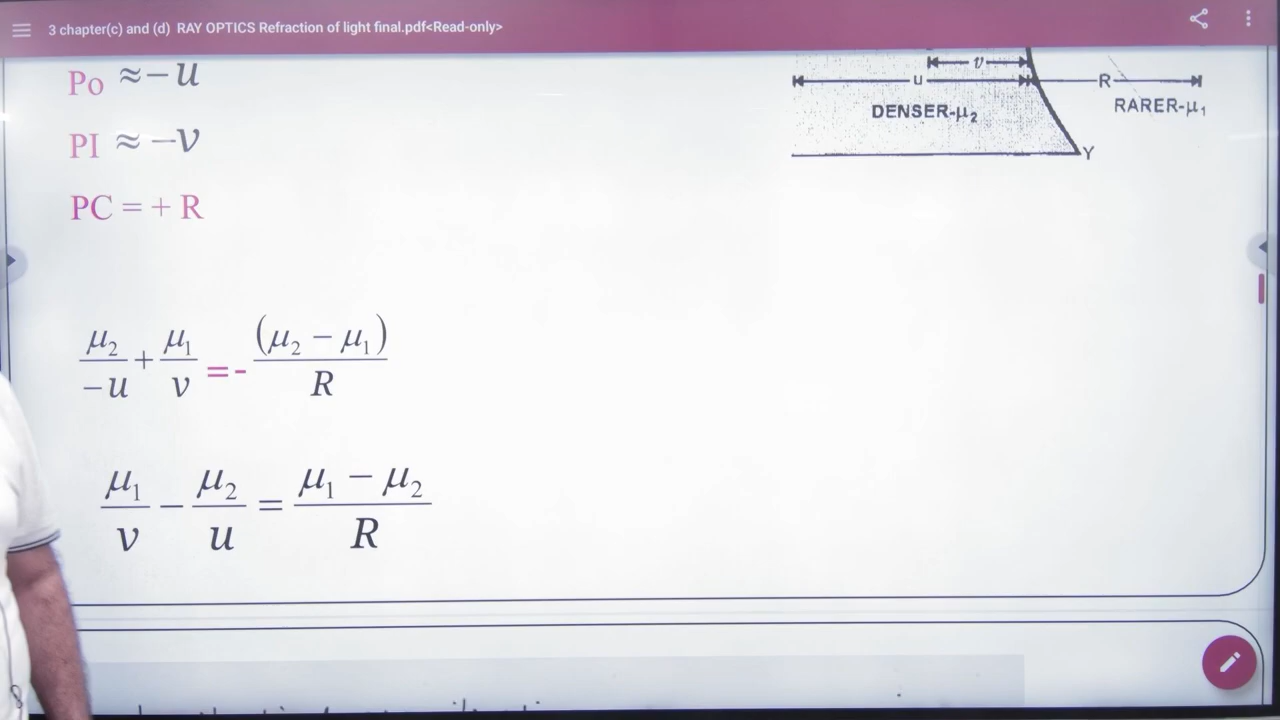 3 chapter(c) and (d) RAY OPTICS Refraction of light final.pdf<Read-only>
Po ≈ −u
PI ≈ −v
PC = + R
v
u
R
DENSER-μ₂
RARER-μ₁
Y
μ₂/−u + μ₁/v = - (μ₂ − μ₁)/R
μ₁/v − μ₂/u = μ₁ − μ₂/R